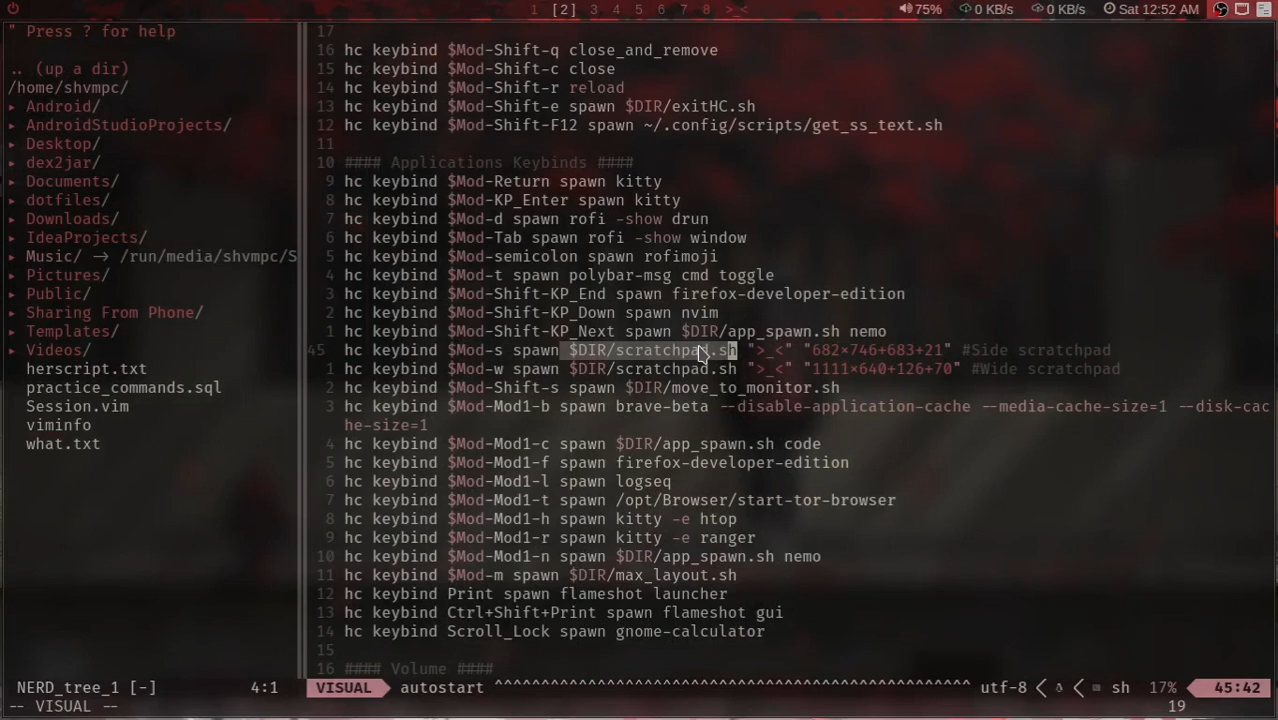 1 [2] 3 4 5 6 7 8 >_< 75% 0 KB/s 0 KB/s Sat 12:52 AM
" Press ? for help
.. (up a dir)
/home/shvmpc/
▸ Android/
▸ AndroidStudioProjects/
▸ Desktop/
▸ dex2jar/
▸ Documents/
▸ dotfiles/
▸ Downloads/
▸ IdeaProjects/
▸ Music/ → /run/media/shvmpc/S
▸ Pictures/
▸ Public/
▸ Sharing From Phone/
▸ Templates/
▸ Videos/
herscript.txt
practice_commands.sql
Session.vim
viminfo
what.txt
17
16 hc keybind $Mod-Shift-q close_and_remove
15 hc keybind $Mod-Shift-c close
14 hc keybind $Mod-Shift-r reload
13 hc keybind $Mod-Shift-e spawn $DIR/exitHC.sh
12 hc keybind $Mod-Shift-F12 spawn ~/.config/scripts/get_ss_text.sh
11
10 #### Applications Keybinds ####
9 hc keybind $Mod-Return spawn kitty
8 hc keybind $Mod-KP_Enter spawn kitty
7 hc keybind $Mod-d spawn rofi -show drun
6 hc keybind $Mod-Tab spawn rofi -show window
5 hc keybind $Mod-semicolon spawn rofimoji
4 hc keybind $Mod-t spawn polybar-msg cmd toggle
3 hc keybind $Mod-Shift-KP_End spawn firefox-developer-edition
2 hc keybind $Mod-Shift-KP_Down spawn nvim
1 hc keybind $Mod-Shift-KP_Next spawn $DIR/app_spawn.sh nemo
45 hc keybind $Mod-s spawn $DIR/scratchpad.sh ">_<" "682×746+683+21" #Side scratchpad
1 hc keybind $Mod-w spawn $DIR/scratchpad.sh ">_<" "1111×640+126+70" #Wide scratchpad
2 hc keybind $Mod-Shift-s spawn $DIR/move_to_monitor.sh
3 hc keybind $Mod-Mod1-b spawn brave-beta --disable-application-cache --media-cache-size=1 --disk-cac
he-size=1
4 hc keybind $Mod-Mod1-c spawn $DIR/app_spawn.sh code
5 hc keybind $Mod-Mod1-f spawn firefox-developer-edition
6 hc keybind $Mod-Mod1-l spawn logseq
7 hc keybind $Mod-Mod1-t spawn /opt/Browser/start-tor-browser
8 hc keybind $Mod-Mod1-h spawn kitty -e htop
9 hc keybind $Mod-Mod1-r spawn kitty -e ranger
10 hc keybind $Mod-Mod1-n spawn $DIR/app_spawn.sh nemo
11 hc keybind $Mod-m spawn $DIR/max_layout.sh
12 hc keybind Print spawn flameshot launcher
13 hc keybind Ctrl+Shift+Print spawn flameshot gui
14 hc keybind Scroll_Lock spawn gnome-calculator
15
16 #### Volume ####
NERD_tree_1 [-] 4:1 VISUAL autostart ^^^^^^^^^^^^^^^^^^^^^^^^^^^^^^^^^^^^^^^^^^^^^^^^^^^ utf-8 sh 17% 45:42
-- VISUAL -- 19